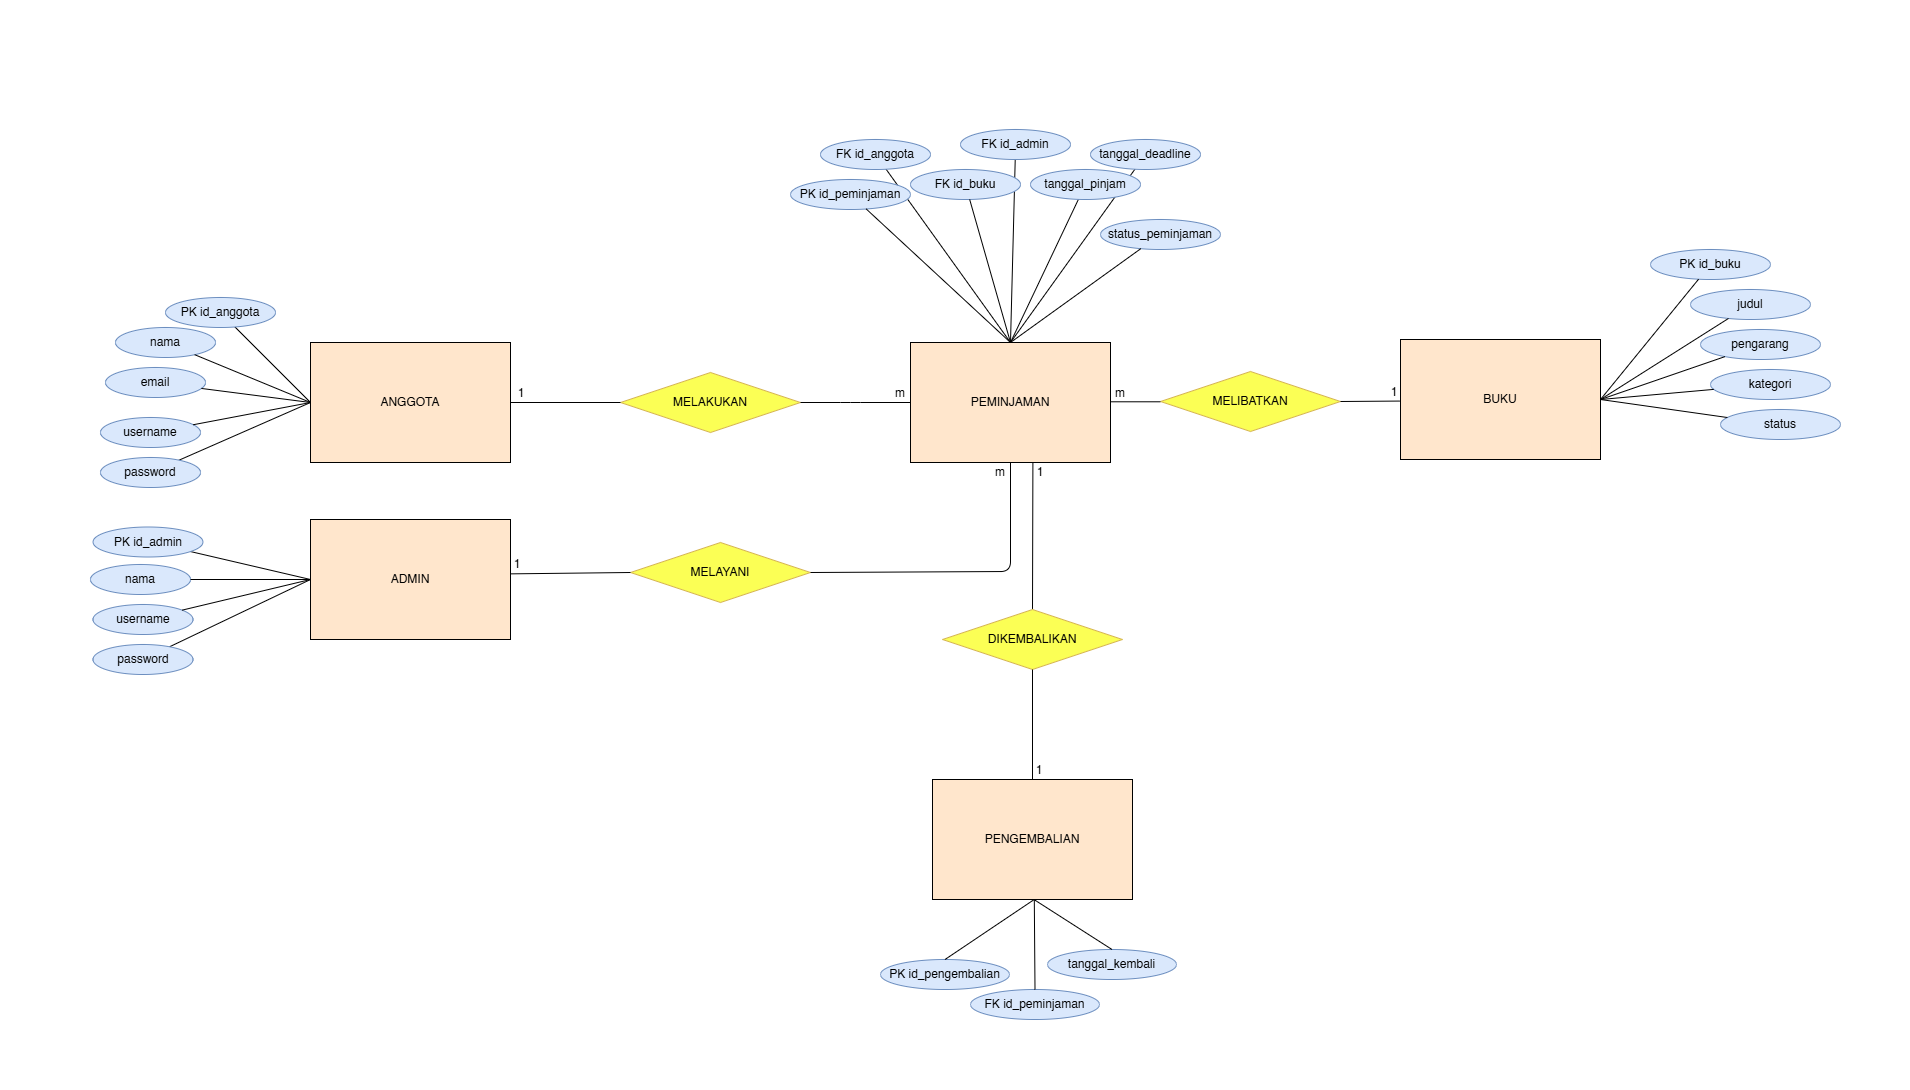 FK id_admin
FK id_anggota
tanggal_deadline
PK id_peminjaman
FK id_buku
tanggal_pinjam
status_peminjaman
PK id_buku
judul
pengarang
kategori
status
PK id_anggota
nama
email
username
password
ANGGOTA
1
MELAKUKAN
m
PEMINJAMAN
m
MELIBATKAN
1
BUKU
m
1
PK id_admin
nama
username
password
ADMIN
1
MELAYANI
DIKEMBALIKAN
1
PENGEMBALIAN
PK id_pengembalian
FK id_peminjaman
tanggal_kembali